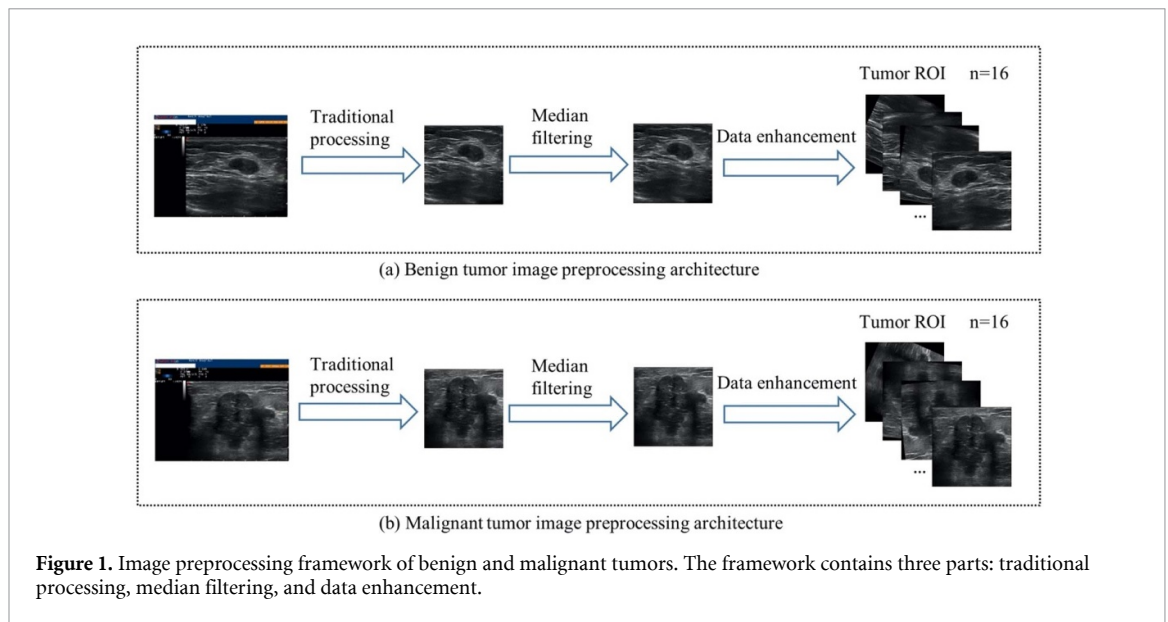 Tumor ROI n=16
Traditional
processing
Median
filtering
Data enhancement
...
(a) Benign tumor image preprocessing architecture
Tumor ROI n=16
Traditional
processing
Median
filtering
Data enhancement
...
(b) Malignant tumor image preprocessing architecture
Figure 1. Image preprocessing framework of benign and malignant tumors. The framework contains three parts: traditional
processing, median filtering, and data enhancement.